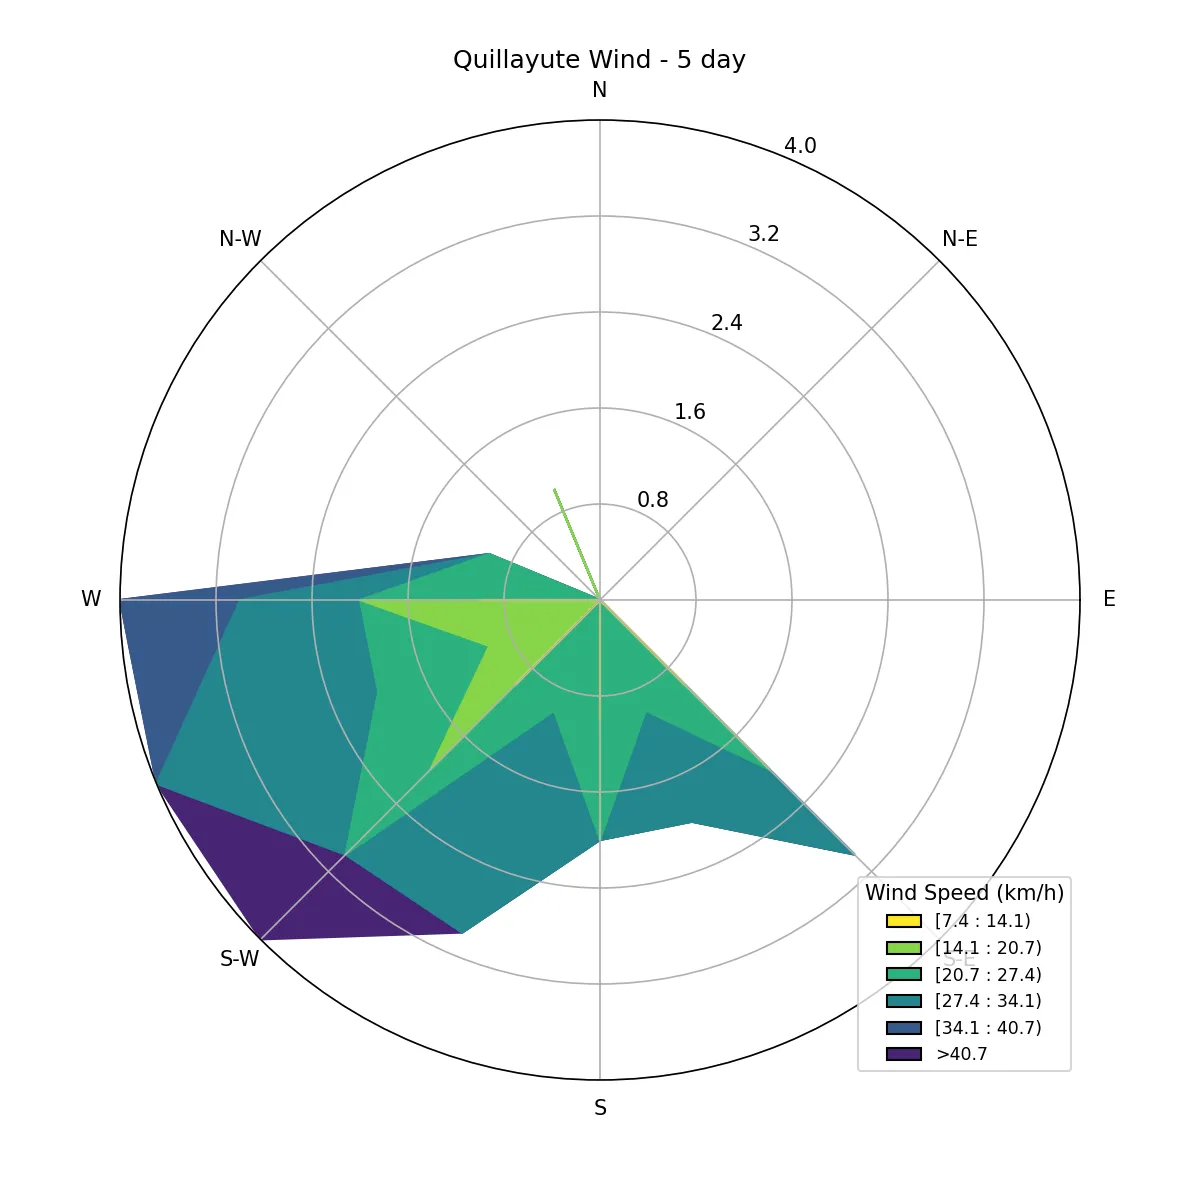 Quillayute Wind - 5 day
N
4.0
N-W
3.2
N-E
2.4
1.6
0.8
W
E
Wind Speed (km/h)
[7.4 : 14.1)
[14.1 : 20.7)
S-W
S-E
[20.7 : 27.4)
[27.4 : 34.1)
[34.1 : 40.7)
>40.7
S